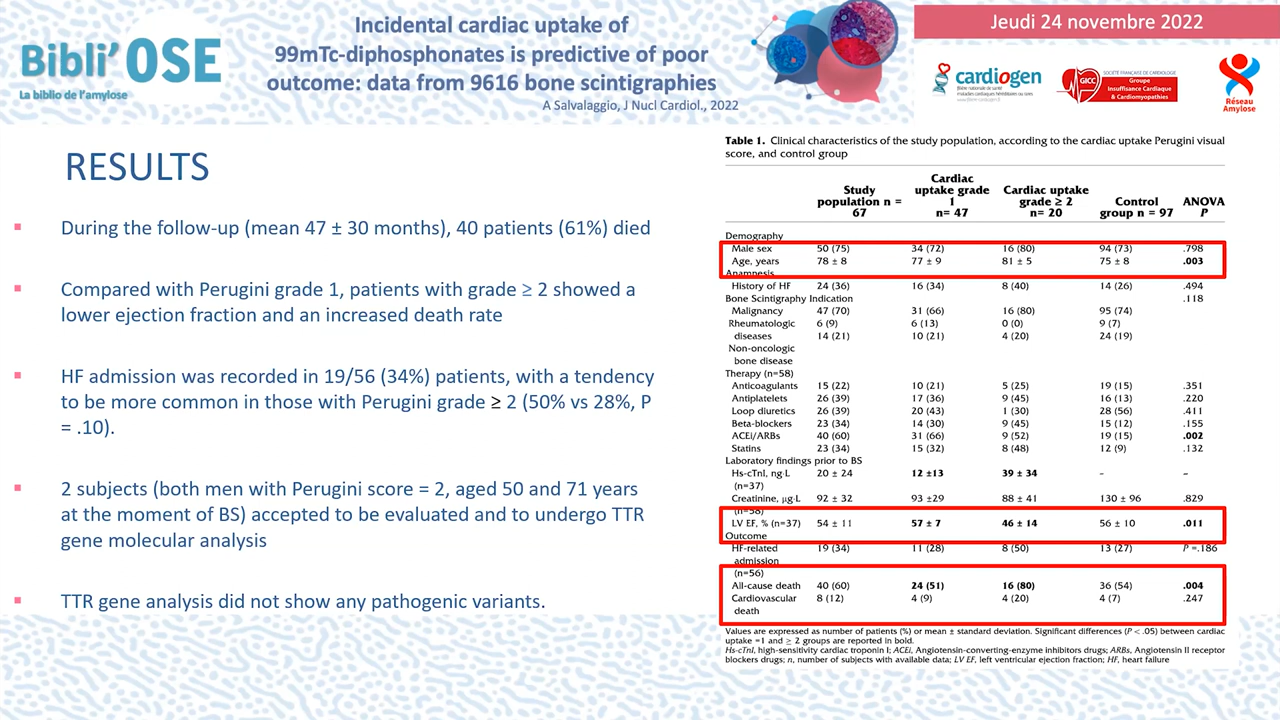 Bibli'OSE
La biblio de l'amylose
Incidental cardiac uptake of
99mTc-diphosphonates is predictive of poor
outcome: data from 9616 bone scintigraphies
A Salvalaggio, J Nucl Cardiol., 2022
Jeudi 24 novembre 2022
cardiogen
filière nationale de santé
maladies cardiaques héréditaires ou rares
GICC
SOCIÉTÉ FRANÇAISE DE CARDIOLOGIE
Groupe
Insuffisance Cardiaque
& Cardiomyopathies
Réseau
Amylose
RESULTS
During the follow-up (mean 47 ± 30 months), 40 patients (61%) died
Compared with Perugini grade 1, patients with grade ≥ 2 showed a
lower ejection fraction and an increased death rate
HF admission was recorded in 19/56 (34%) patients, with a tendency
to be more common in those with Perugini grade ≥ 2 (50% vs 28%, P
= .10).
2 subjects (both men with Perugini score = 2, aged 50 and 71 years
at the moment of BS) accepted to be evaluated and to undergo TTR
gene molecular analysis
TTR gene analysis did not show any pathogenic variants.
Table 1. Clinical characteristics of the study population, according to the cardiac uptake Perugini visual
score, and control group
Study population n = 67 Cardiac uptake grade 1 n= 47 Cardiac uptake grade ≥ 2 n= 20 Control group n = 97 ANOVA P
Demography
Male sex 50 (75) 34 (72) 16 (80) 94 (73) .798
Age, years 78 ± 8 77 ± 9 81 ± 5 75 ± 8 .003
Anamnesis
History of HF 24 (36) 16 (34) 8 (40) 14 (26) .494
Bone Scintigraphy Indication .118
Malignancy 47 (70) 31 (66) 16 (80) 95 (74)
Rheumatologic 6 (9) 6 (13) 0 (0) 9 (7)
diseases 14 (21) 10 (21) 4 (20) 24 (19)
Non-oncologic
bone disease
Therapy (n=58)
Anticoagulants 15 (22) 10 (21) 5 (25) 19 (15) .351
Antiplatelets 26 (39) 17 (36) 9 (45) 16 (13) .220
Loop diuretics 26 (39) 20 (43) 1 (30) 28 (56) .411
Beta-blockers 23 (34) 14 (30) 9 (45) 15 (12) .155
ACEi/ARBs 40 (60) 31 (66) 9 (52) 19 (15) .002
Statins 23 (34) 15 (32) 8 (48) 12 (9) .132
Laboratory findings prior to BS
Hs-cTnI, ng·L 20 ± 24 12 ±13 39 ± 34 – –
(n=37)
Creatinine, μg·L 92 ± 32 93 ±29 88 ± 41 130 ± 96 .829
(n=58)
LV EF, % (n=37) 54 ± 11 57 ± 7 46 ± 14 56 ± 10 .011
Outcome
HF-related 19 (34) 11 (28) 8 (50) 13 (27) P =.186
admission
(n=56)
All-cause death 40 (60) 24 (51) 16 (80) 36 (54) .004
Cardiovascular 8 (12) 4 (9) 4 (20) 4 (7) .247
death
Values are expressed as number of patients (%) or mean ± standard deviation. Significant differences (P < .05) between cardiac
uptake =1 and ≥ 2 groups are reported in bold.
Hs-cTnI, high-sensitivity cardiac troponin I; ACEi, Angiotensin-converting-enzyme inhibitors drugs; ARBs, Angiotensin II receptor
blockers drugs; n, number of subjects with available data; LV EF, left ventricular ejection fraction; HF, heart failure